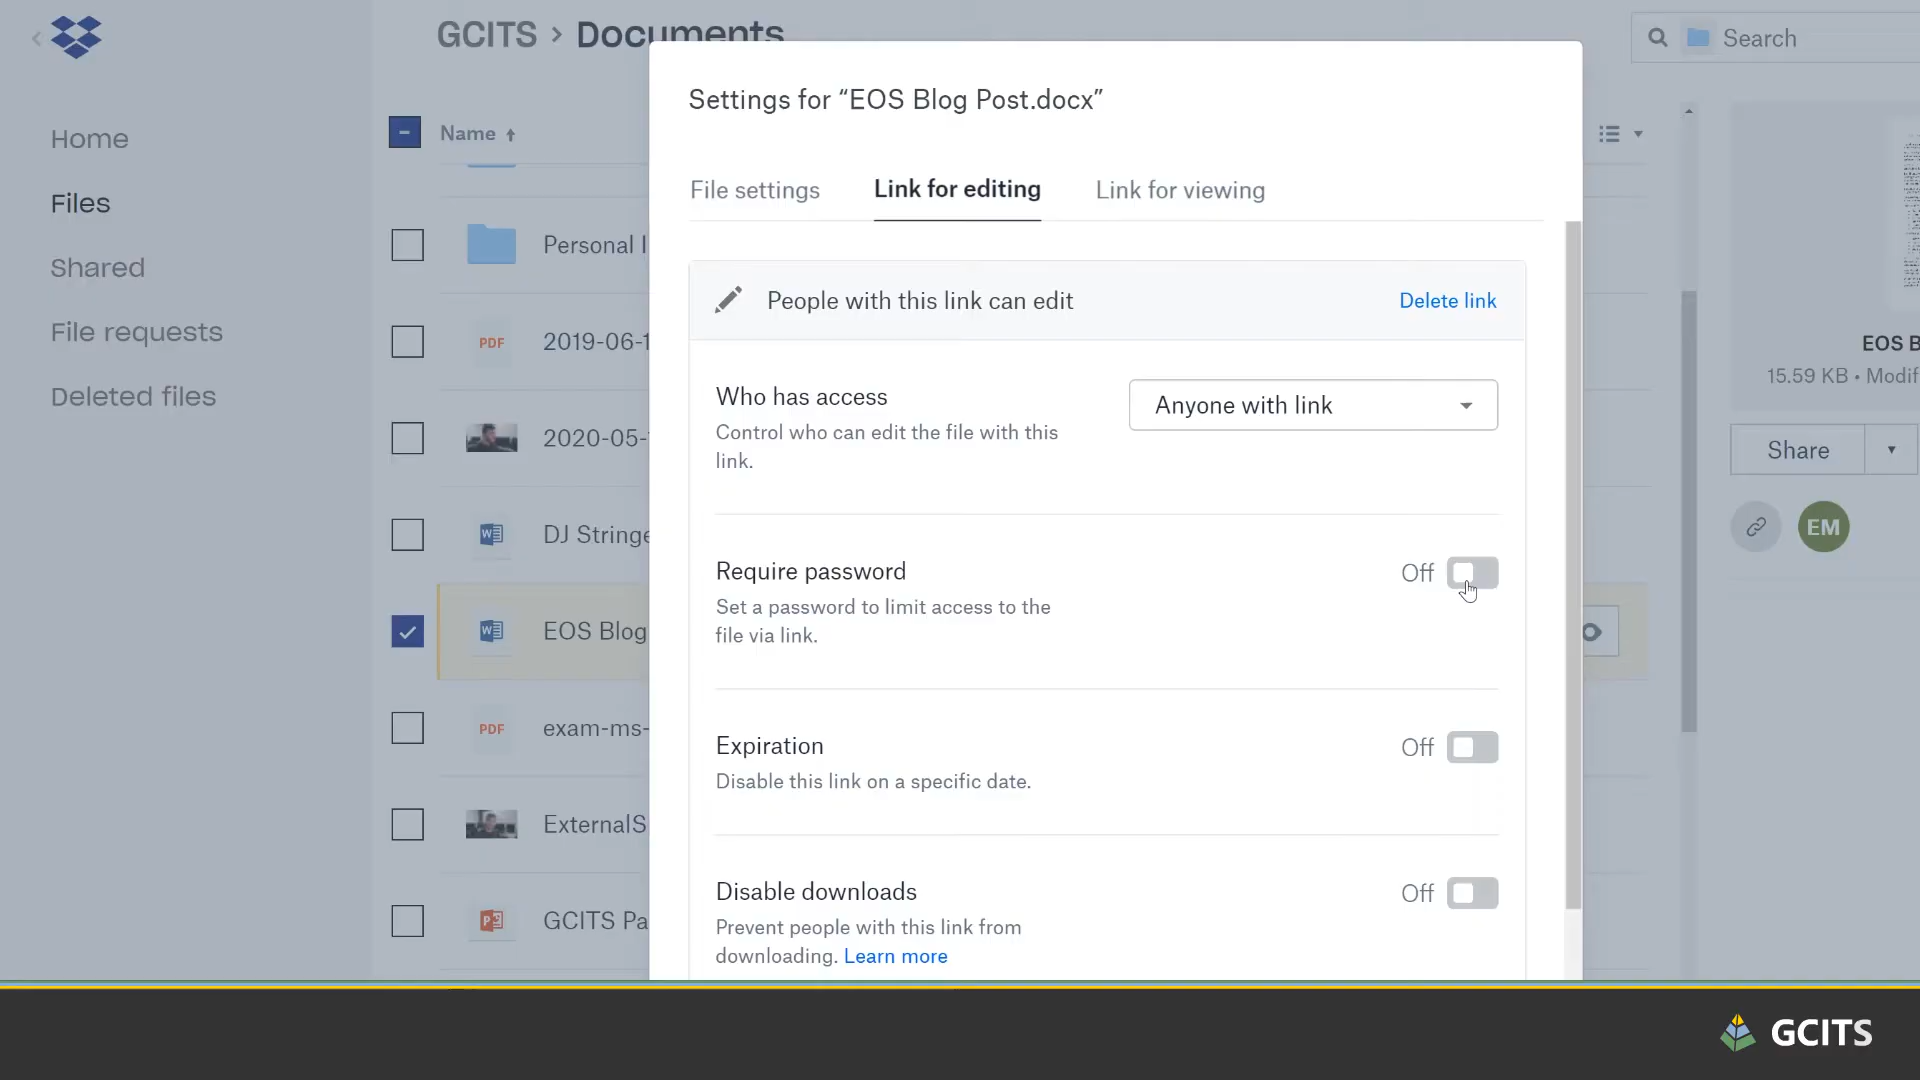 GCITS > Documents
Search
Home
Files
Shared
File requests
Deleted files
Name
Personal
PDF
2019-06-1
2020-05-
DJ Stringe
EOS Blog
PDF
exam-ms-
ExternalS
GCITS Pa
Settings for “EOS Blog Post.docx”
File settings
Link for editing
Link for viewing
People with this link can edit
Delete link
Who has access
Anyone with link
Control who can edit the file with this
link.
Require password
Off
Set a password to limit access to the
file via link.
Expiration
Off
Disable this link on a specific date.
Disable downloads
Off
Prevent people with this link from
downloading. Learn more
EOS B
15.59 KB • Modif
Share
EM
GCITS